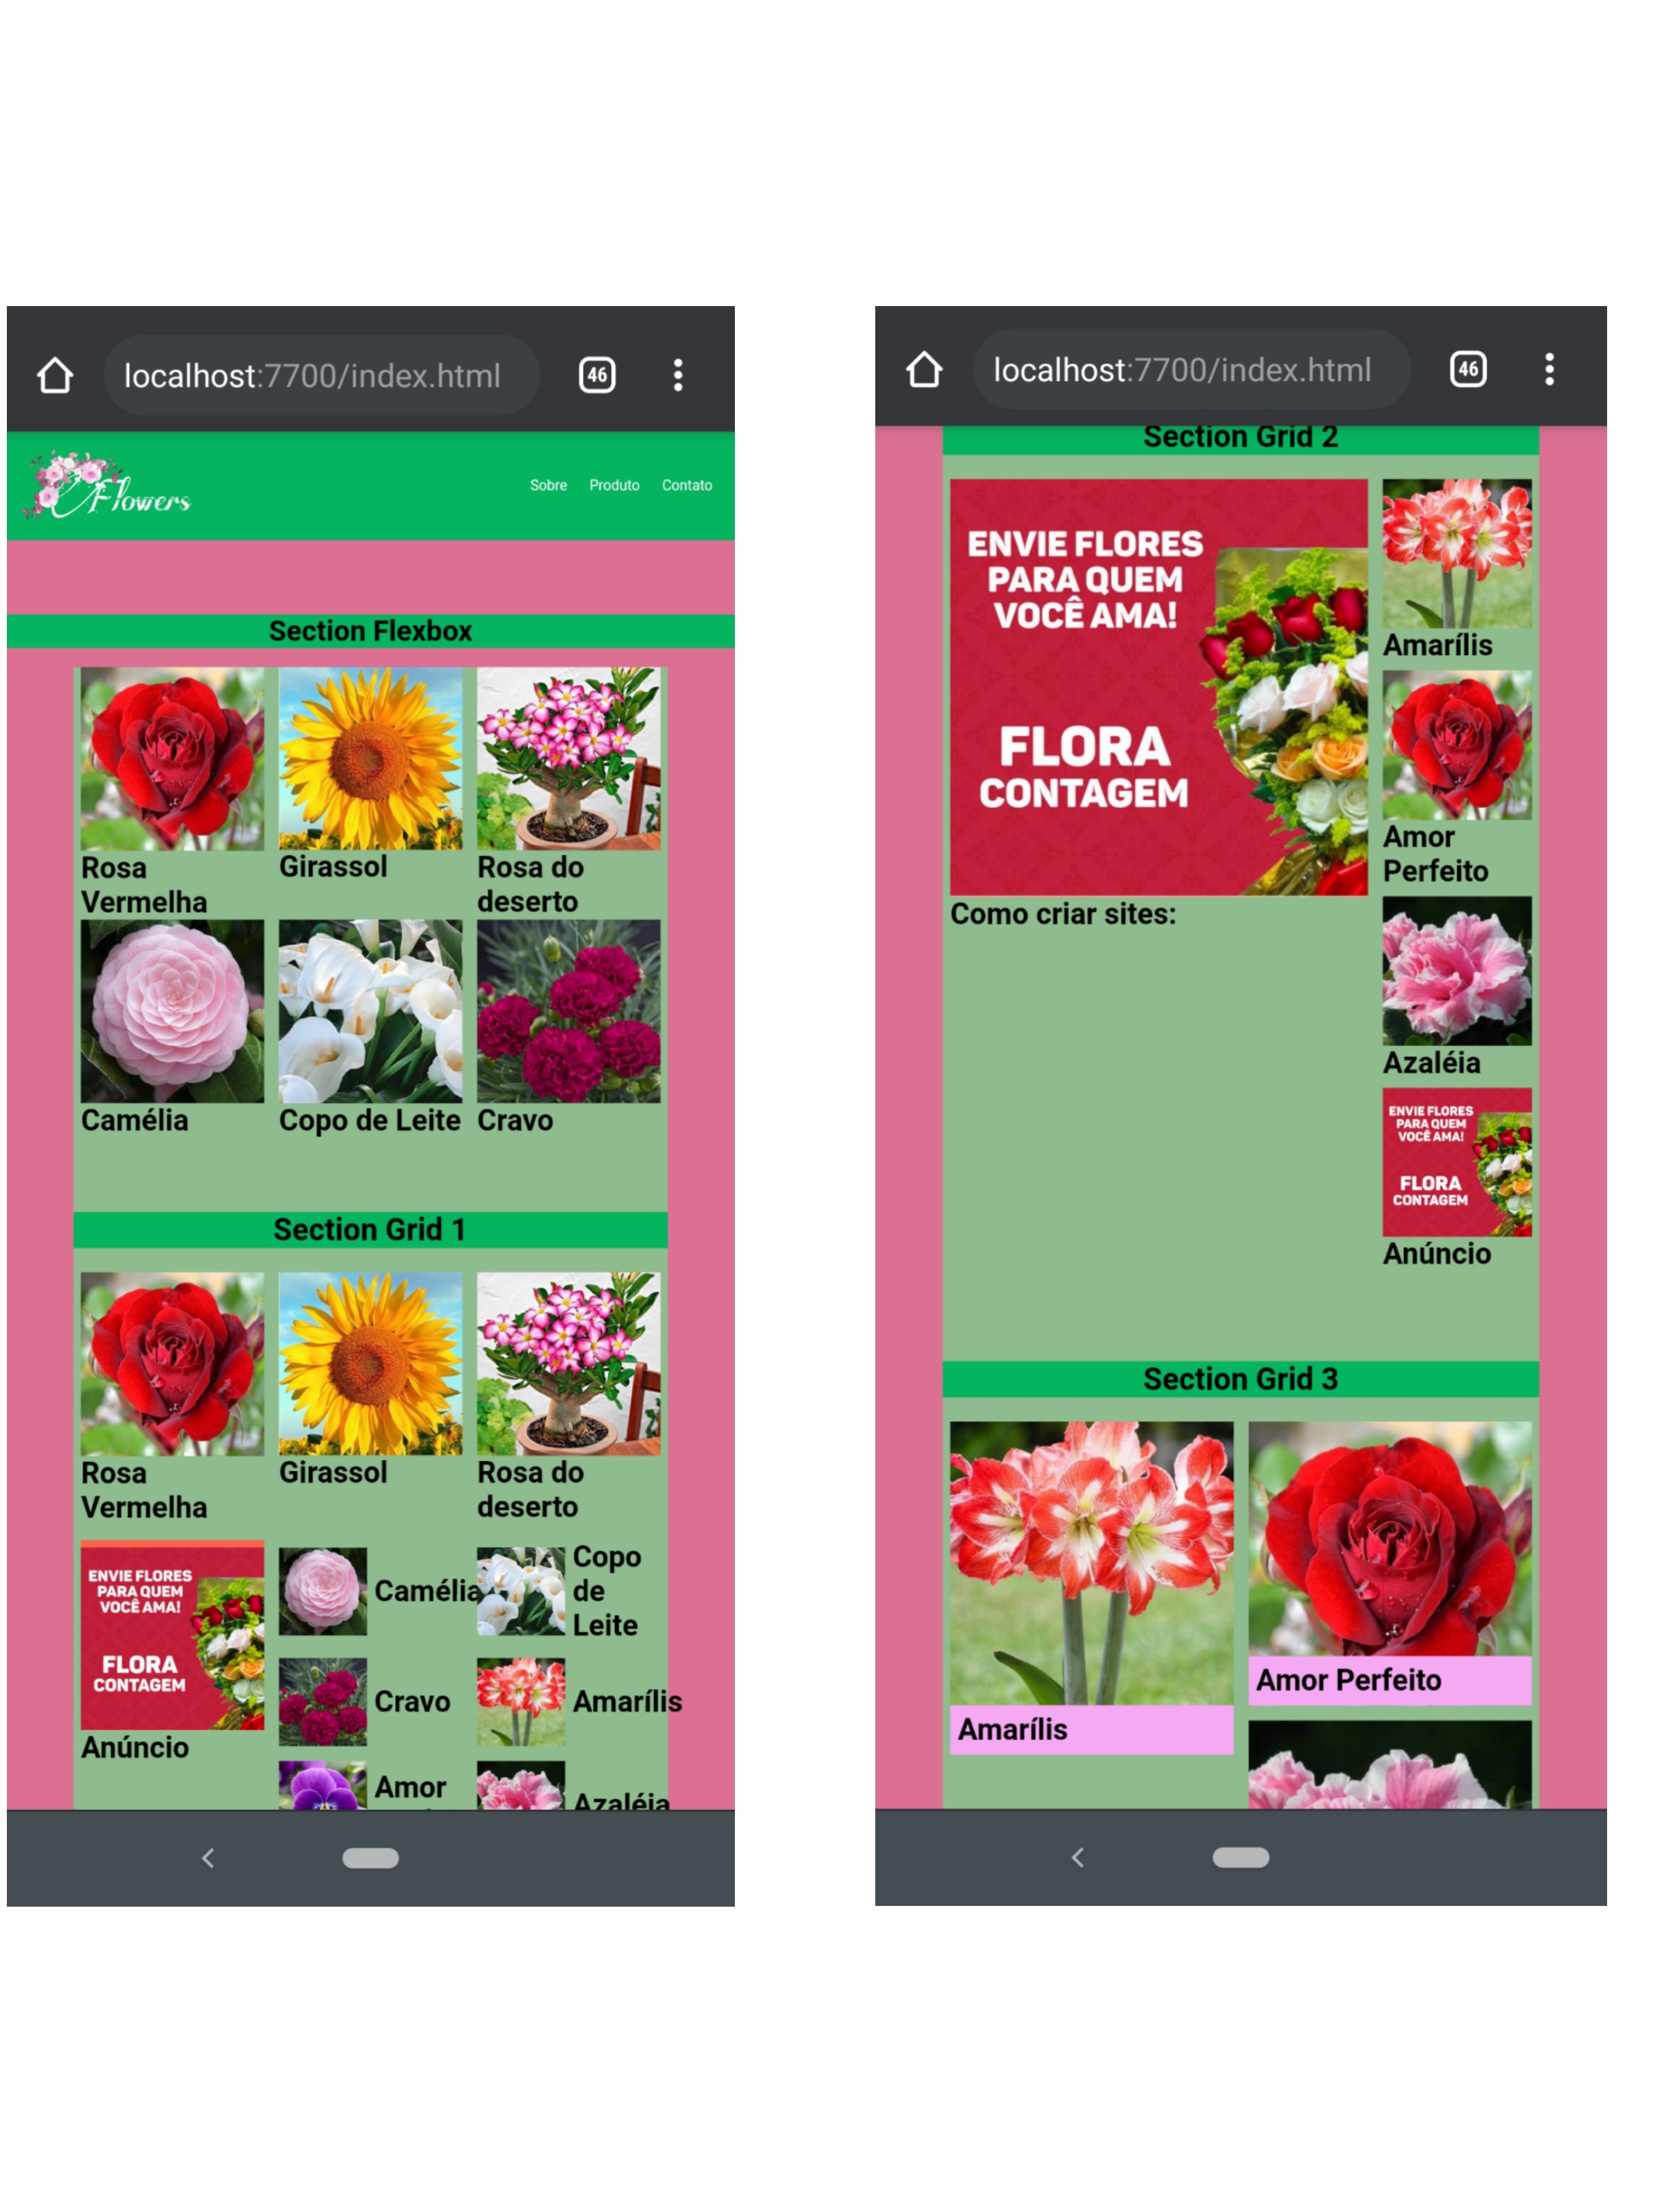 localhost:7700/index.html
46
Flowers
Sobre Produto Contato
Section Flexbox
Rosa
Vermelha
Girassol
Rosa do
deserto
Camélia
Copo de Leite
Cravo
Section Grid 1
Rosa
Vermelha
Girassol
Rosa do
deserto
ENVIE FLORES
PARA QUEM
VOCÊ AMA!
FLORA
CONTAGEM
Anúncio
Camélia
Copo
de
Leite
Cravo
Amarílis
Amor
Azaléia
localhost:7700/index.html
46
Section Grid 2
ENVIE FLORES
PARA QUEM
VOCÊ AMA!
FLORA
CONTAGEM
Como criar sites:
Amarílis
Amor
Perfeito
Azaléia
ENVIE FLORES
PARA QUEM
VOCÊ AMA!
FLORA
CONTAGEM
Anúncio
Section Grid 3
Amarílis
Amor Perfeito